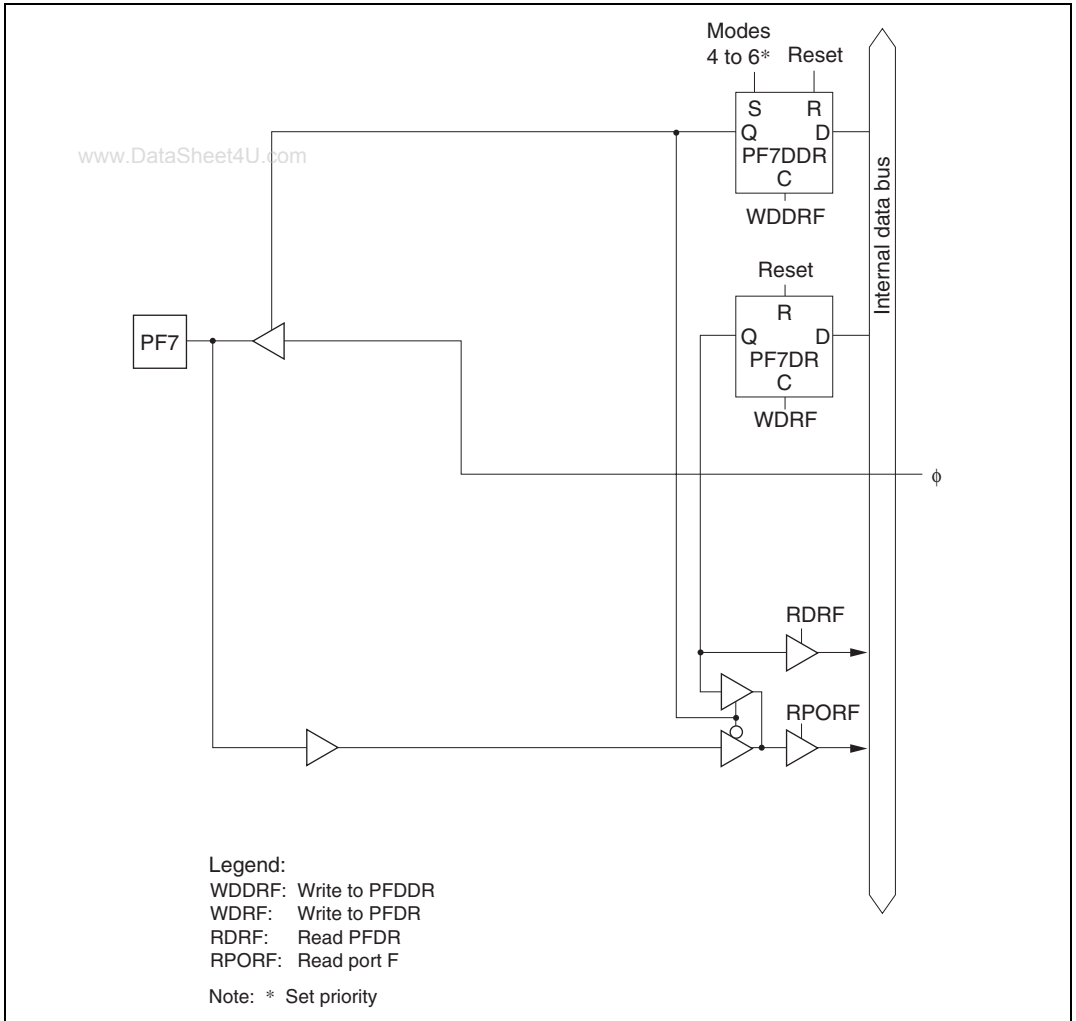 Modes
4 to 6* Reset
S R
Q D
PF7DDR
C
WDDRF
www.DataSheet4U.com
Internal data bus
Reset
R
Q D
PF7DR
C
WDRF
PF7
ϕ
RDRF
RPORF
Legend:
WDDRF: Write to PFDDR
WDRF: Write to PFDR
RDRF: Read PFDR
RPORF: Read port F
Note: * Set priority